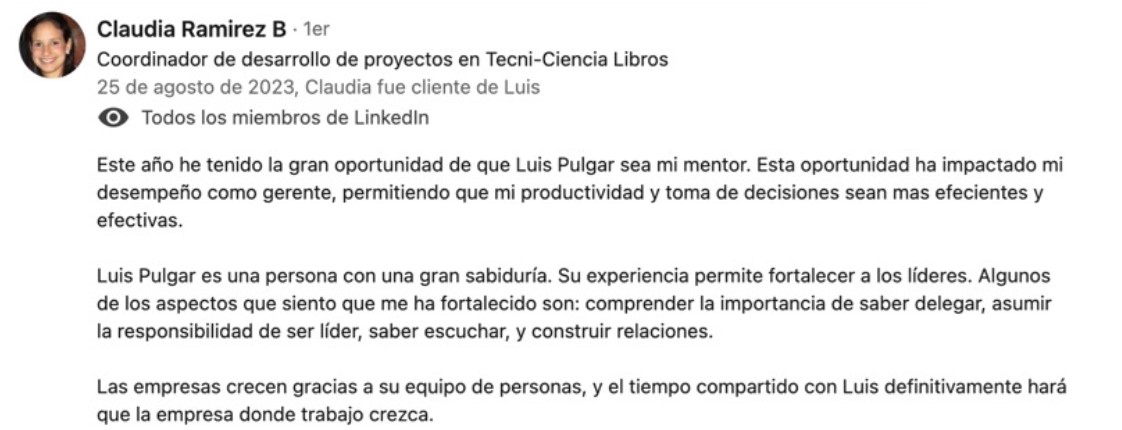 Claudia Ramirez B · 1er
Coordinador de desarrollo de proyectos en Tecni-Ciencia Libros
25 de agosto de 2023, Claudia fue cliente de Luis
Todos los miembros de LinkedIn
Este año he tenido la gran oportunidad de que Luis Pulgar sea mi mentor. Esta oportunidad ha impactado mi
desempeño como gerente, permitiendo que mi productividad y toma de decisiones sean mas efecientes y
efectivas.
Luis Pulgar es una persona con una gran sabiduría. Su experiencia permite fortalecer a los líderes. Algunos
de los aspectos que siento que me ha fortalecido son: comprender la importancia de saber delegar, asumir
la responsibilidad de ser líder, saber escuchar, y construir relaciones.
Las empresas crecen gracias a su equipo de personas, y el tiempo compartido con Luis definitivamente hará
que la empresa donde trabajo crezca.